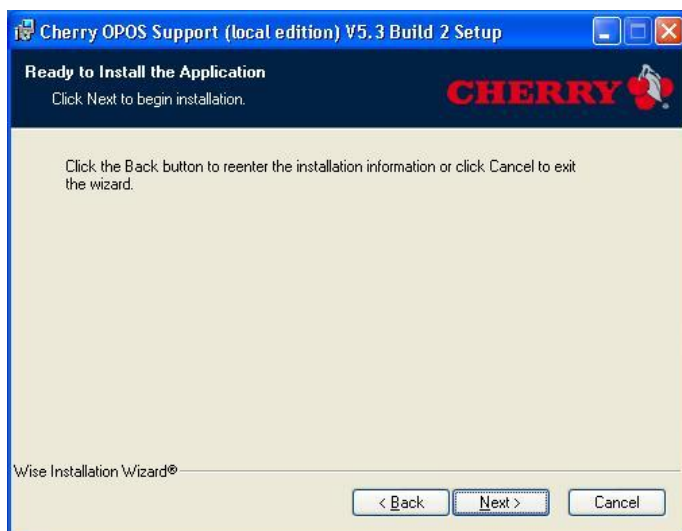 Cherry OPOS Support (local edition) V5.3 Build 2 Setup
Ready to Install the Application
Click Next to begin installation.
CHERRY
Click the Back button to reenter the installation information or click Cancel to exit
the wizard.
Wise Installation Wizard®
< Back
Next >
Cancel